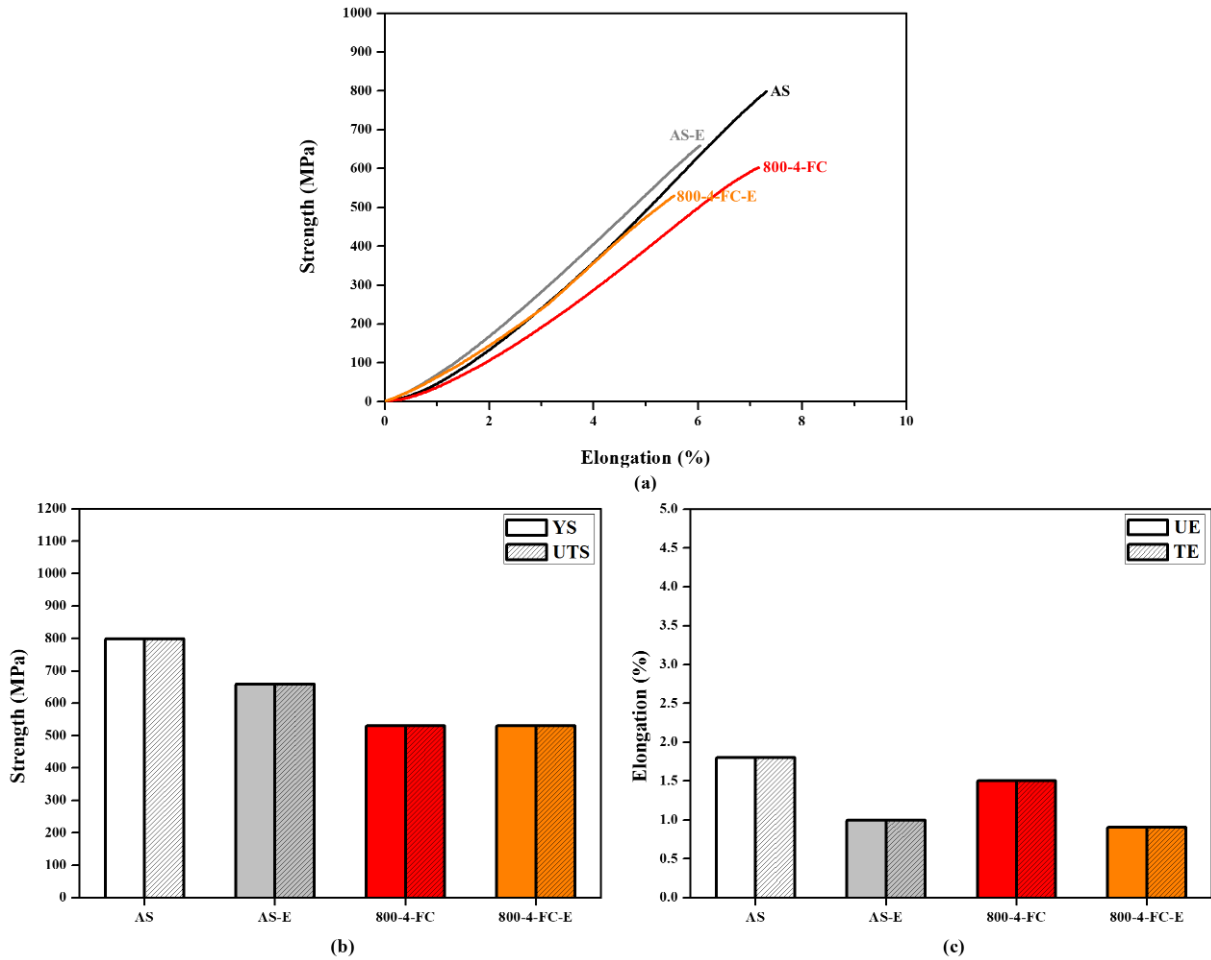 1000
900
800
700
600
500
400
300
200
100
0
Strength (MPa)
AS
AS-E
800-4-FC
800-4-FC-E
0 2 4 6 8 10
Elongation (%)
(a)
1200
1100
1000
900
800
700
600
500
400
300
200
100
0
Strength (MPa)
YS
UTS
AS AS-E 800-4-FC 800-4-FC-E
(b)
5.0
4.5
4.0
3.5
3.0
2.5
2.0
1.5
1.0
0.5
0.0
Elongation (%)
UE
TE
AS AS-E 800-4-FC 800-4-FC-E
(c)